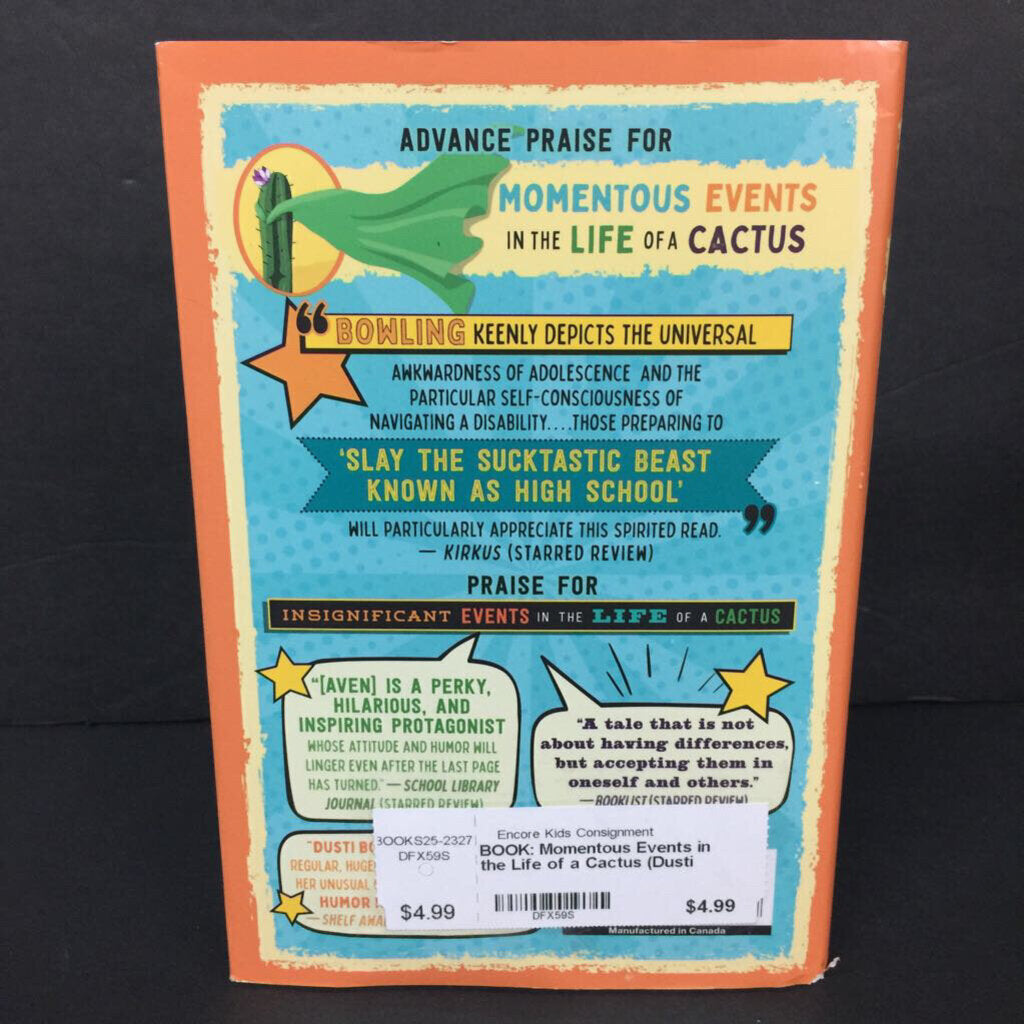 ADVANCE PRAISE FOR
MOMENTOUS EVENTS
IN THE LIFE OF A CACTUS
“BOWLING KEENLY DEPICTS THE UNIVERSAL
AWKWARDNESS OF ADOLESCENCE AND THE
PARTICULAR SELF-CONSCIOUSNESS OF
NAVIGATING A DISABILITY....THOSE PREPARING TO
‘SLAY THE SUCKTASTIC BEAST
KNOWN AS HIGH SCHOOL’
WILL PARTICULARLY APPRECIATE THIS SPIRITED READ.”
— KIRKUS (STARRED REVIEW)
PRAISE FOR
INSIGNIFICANT EVENTS IN THE LIFE OF A CACTUS
“[AVEN] IS A PERKY,
HILARIOUS, AND
INSPIRING PROTAGONIST
WHOSE ATTITUDE AND HUMOR WILL
LINGER EVEN AFTER THE LAST PAGE
HAS TURNED.” — SCHOOL LIBRARY
JOURNAL (STARRED REVIEW)
“A tale that is not
about having differences,
but accepting them in
oneself and others.”
— BOOKLIST (STARRED REVIEW)
“DUSTI BO
REGULAR, HUGE
HER UNUSUAL
HUMOR
— SHELF AWA
BOOKS25-2327
DFX59S
$4.99
Encore Kids Consignment
BOOK: Momentous Events in
the Life of a Cactus (Dusti
DFX59S
$4.99
Manufactured in Canada